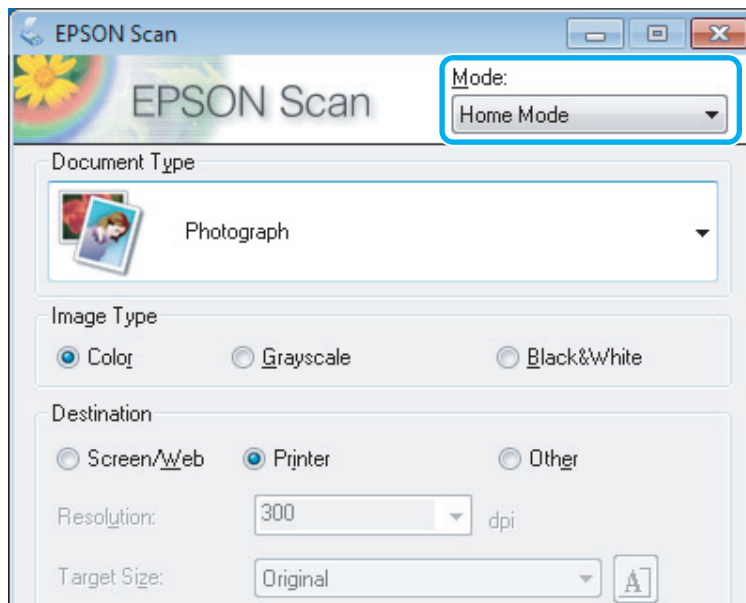 EPSON Scan
EPSON Scan
Mode:
Home Mode
Document Type
Photograph
Image Type
Color Grayscale Black&White
Destination
Screen/Web Printer Other
Resolution: 300 dpi
Target Size: Original A